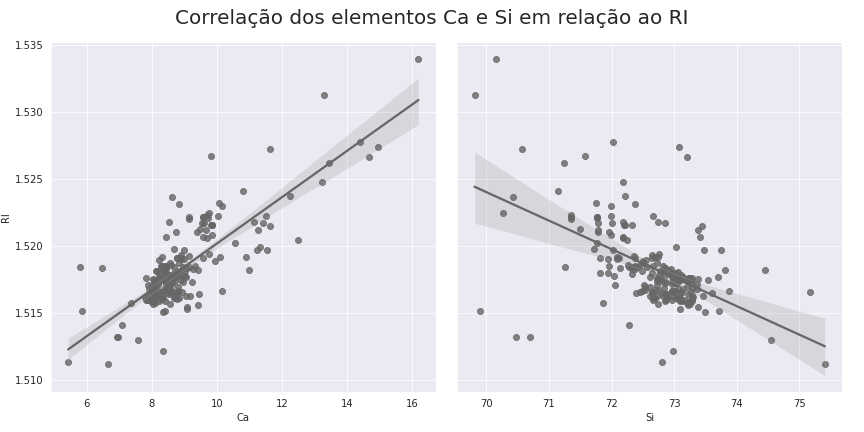 Correlação dos elementos Ca e Si em relação ao RI
1.535
1.530
1.525
1.520
1.515
1.510
RI
6 8 10 12 14 16
Ca
70 71 72 73 74 75
Si